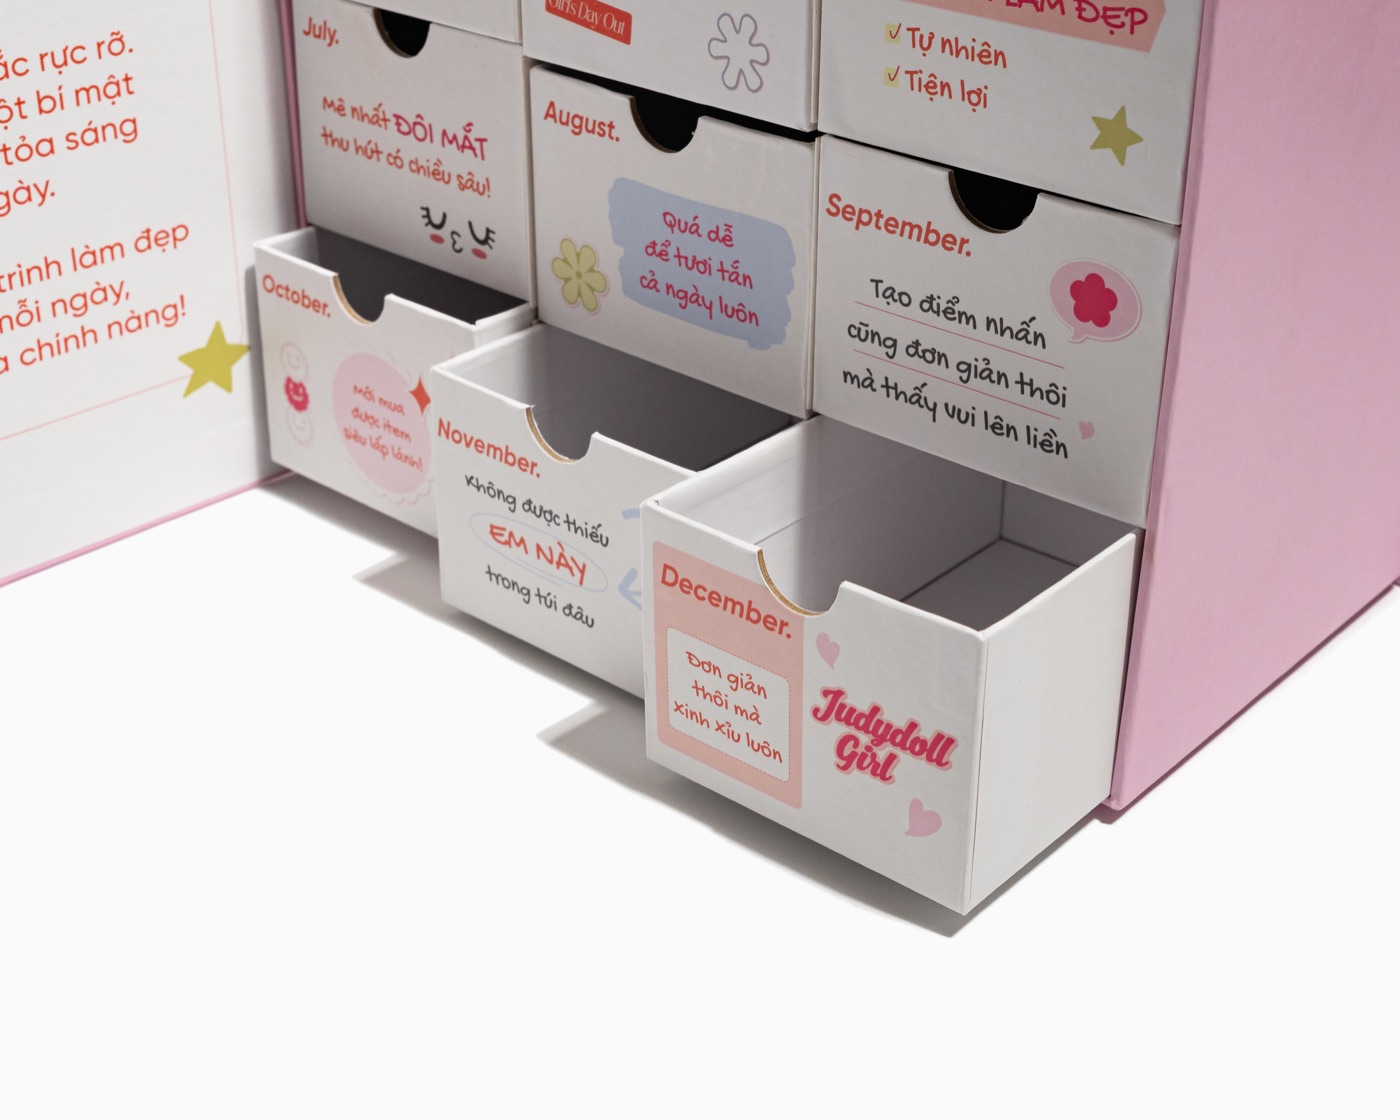 ắc rực rỡ.
ột bí mật
tỏa sáng
gày.
trình làm đẹp
mỗi ngày,
a chính nàng!
Girls Day Out
LÀM ĐẸP
Tự nhiên
Tiện lợi
July.
Mê nhất ĐÔI MẮT
thu hút có chiều sâu!
August.
Quá dễ
để tươi tắn
cả ngày luôn
September.
Tạo điểm nhấn
cũng đơn giản thôi
mà thấy vui lên liền
October.
Mới mua
được item
siêu lấp lánh!
November.
Không được thiếu
EM NÀY
trong túi đâu
December.
Đơn giản
thôi mà
xinh xỉu luôn
Judydoll
Girl